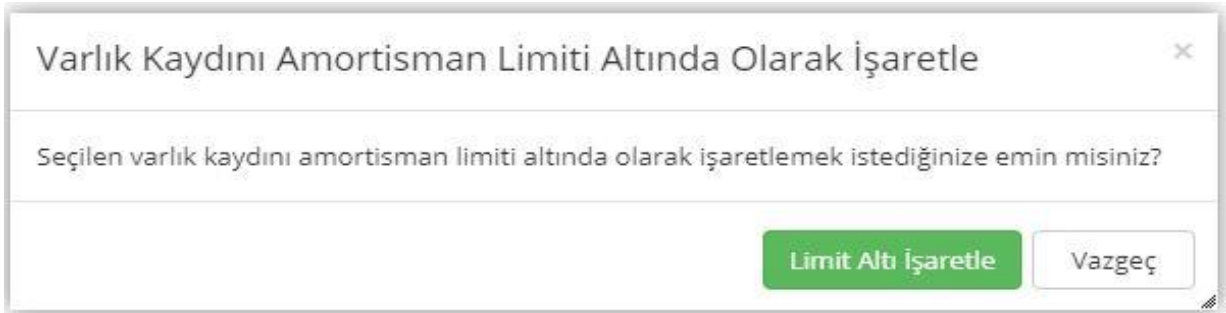 Varlık Kaydını Amortisman Limiti Altında Olarak İşaretle
×
Seçilen varlık kaydını amortisman limiti altında olarak işaretlemek istediğinize emin misiniz?
Limit Altı İşaretle
Vazgeç